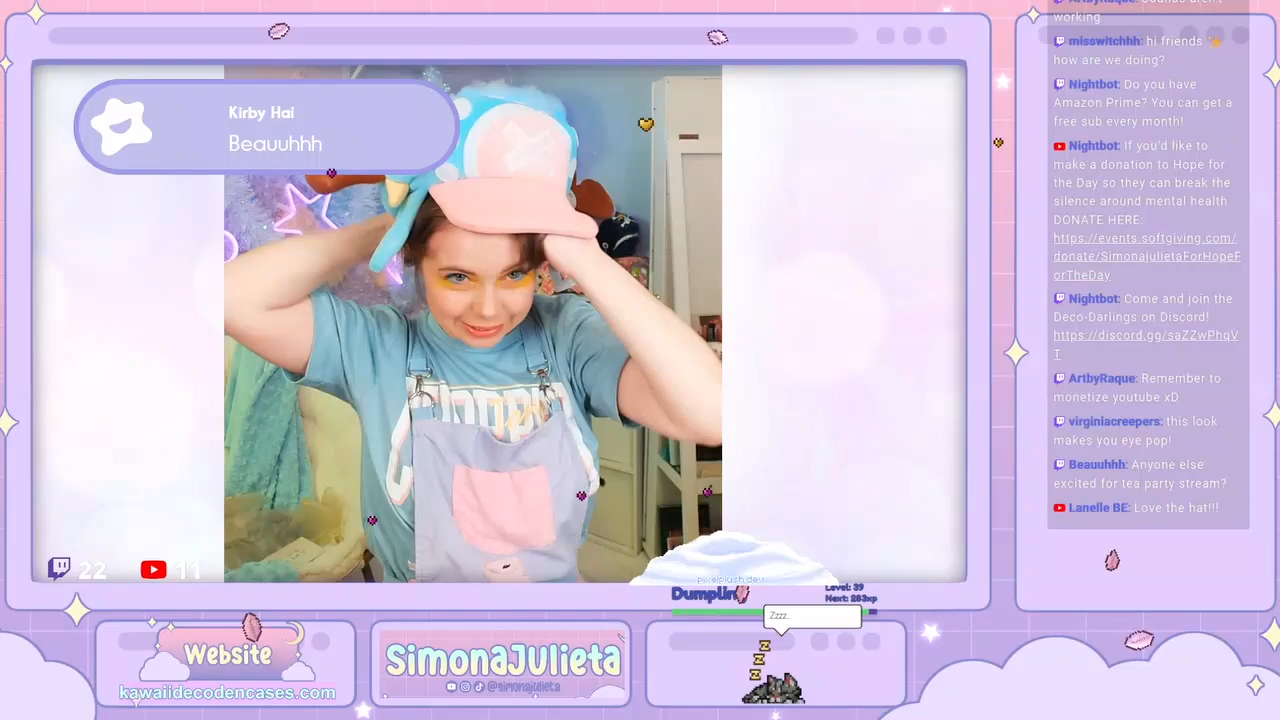 Kirby Hai
Beauuhhh
22
11
working
misswitchhh: hi friends
how are we doing?
Nightbot: Do you have
Amazon Prime? You can get a
free sub every month!
Nightbot: If you'd like to
make a donation to Hope for
the Day so they can break the
silence around mental health
DONATE HERE:
https://events.softgiving.com/
donate/SimonajulietaForHopeF
orTheDay
Nightbot: Come and join the
Deco-Darlings on Discord!
https://discord.gg/saZZwPhqV
T
ArtbyRaque: Remember to
monetize youtube xD
virginiacreepers: this look
makes you eye pop!
Beauuhhh: Anyone else
excited for tea party stream?
Lanelle BE: Love the hat!!!
pixelplush.dev
Dumplin
Level: 39
Next: 283xp
Zzzz..
z
z
z
Website
kawaiidecodencases.com
SimonaJulieta
@simonajulieta